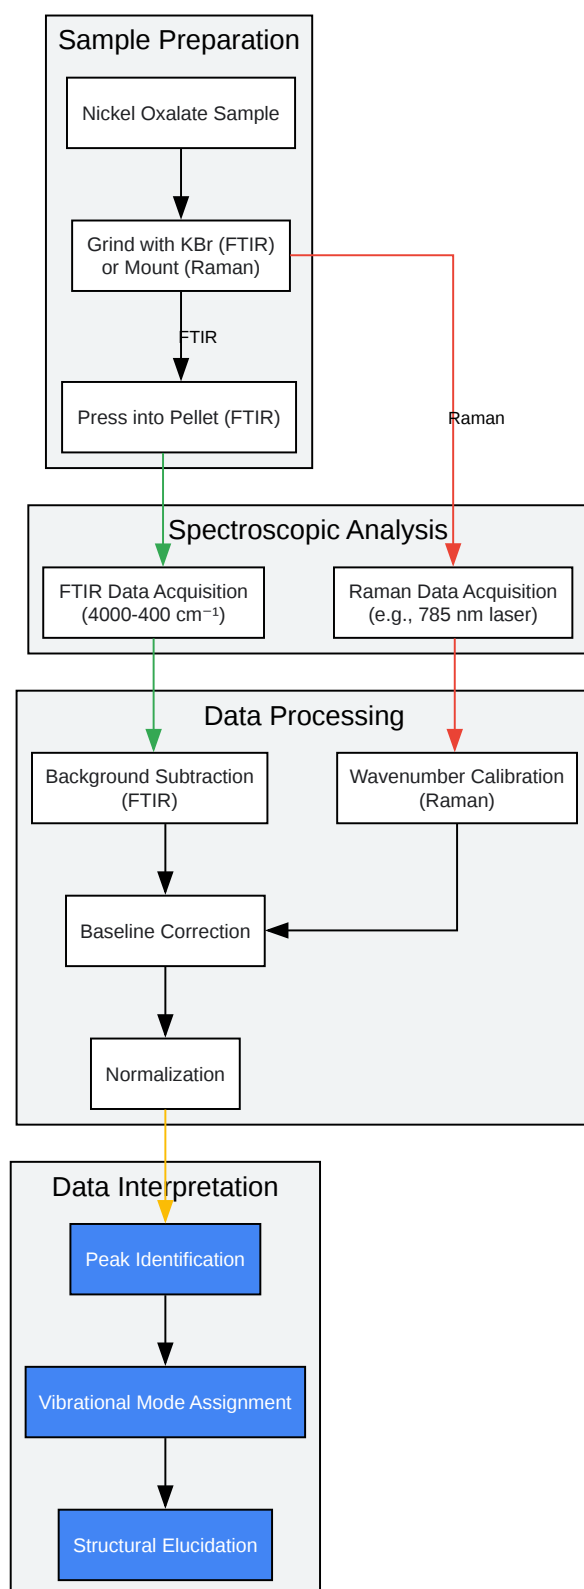 Sample Preparation
Nickel Oxalate Sample
Grind with KBr (FTIR)
or Mount (Raman)
FTIR
Press into Pellet (FTIR)
Raman
Spectroscopic Analysis
FTIR Data Acquisition
(4000-400 cm⁻¹)
Raman Data Acquisition
(e.g., 785 nm laser)
Data Processing
Background Subtraction
(FTIR)
Wavenumber Calibration
(Raman)
Baseline Correction
Normalization
Data Interpretation
Peak Identification
Vibrational Mode Assignment
Structural Elucidation